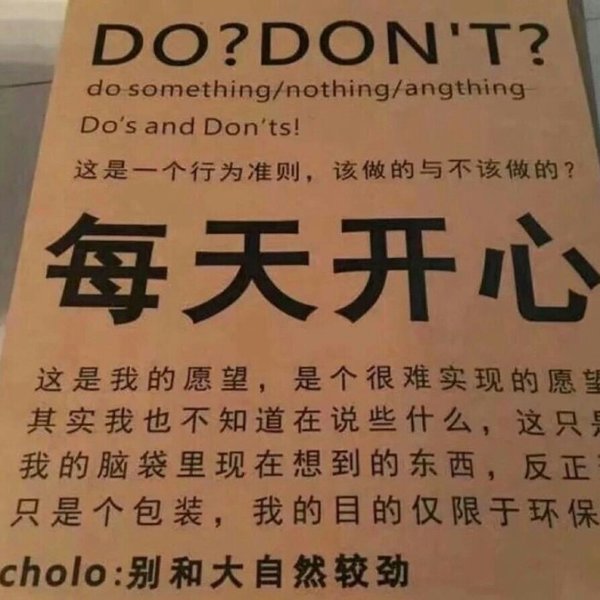 DO?DON'T?
do something/nothing/angthing
Do's and Don'ts!
这是一个行为准则，该做的与不该做的？
每天开心
这是我的愿望，是个很难实现的愿望
其实我也不知道在说些什么，这只是
我的脑袋里现在想到的东西，反正
只是个包装，我的目的仅限于环保
cholo:别和大自然较劲